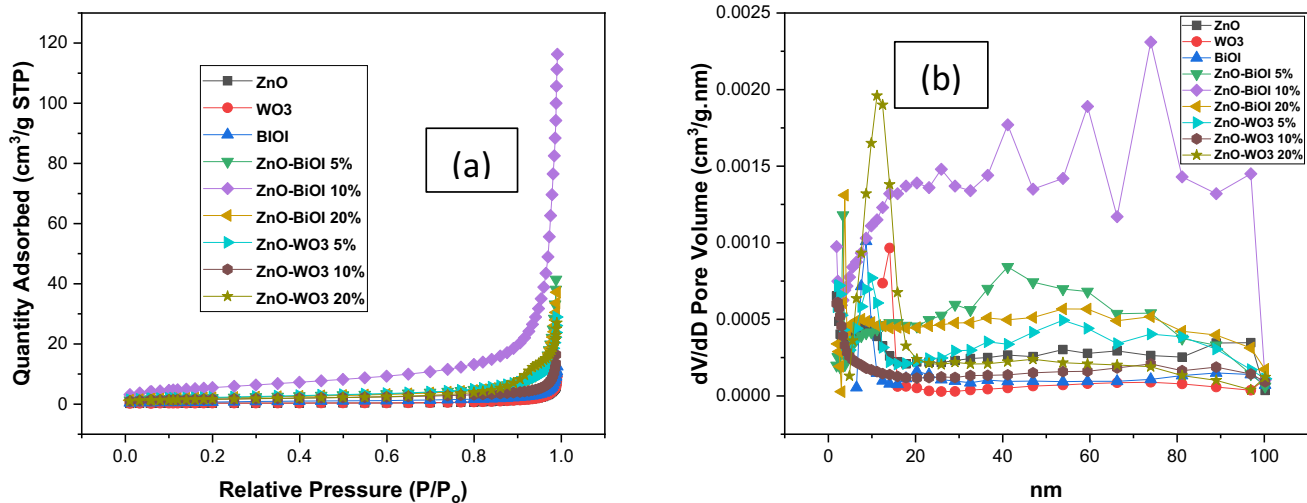 120
100
80
60
40
20
0
Quantity Adsorbed (cm³/g STP)
ZnO
WO3
BIOI
ZnO-BiOI 5%
ZnO-BiOI 10%
ZnO-BiOI 20%
ZnO-WO3 5%
ZnO-WO3 10%
ZnO-WO3 20%
(a)
0.0 0.2 0.4 0.6 0.8 1.0
Relative Pressure (P/Pₒ)
0.0025
0.0020
0.0015
0.0010
0.0005
0.0000
dV/dD Pore Volume (cm³/g.nm)
(b)
ZnO
WO3
BiOI
ZnO-BiOI 5%
ZnO-BiOI 10%
ZnO-BiOI 20%
ZnO-WO3 5%
ZnO-WO3 10%
ZnO-WO3 20%
0 20 40 60 80 100
nm